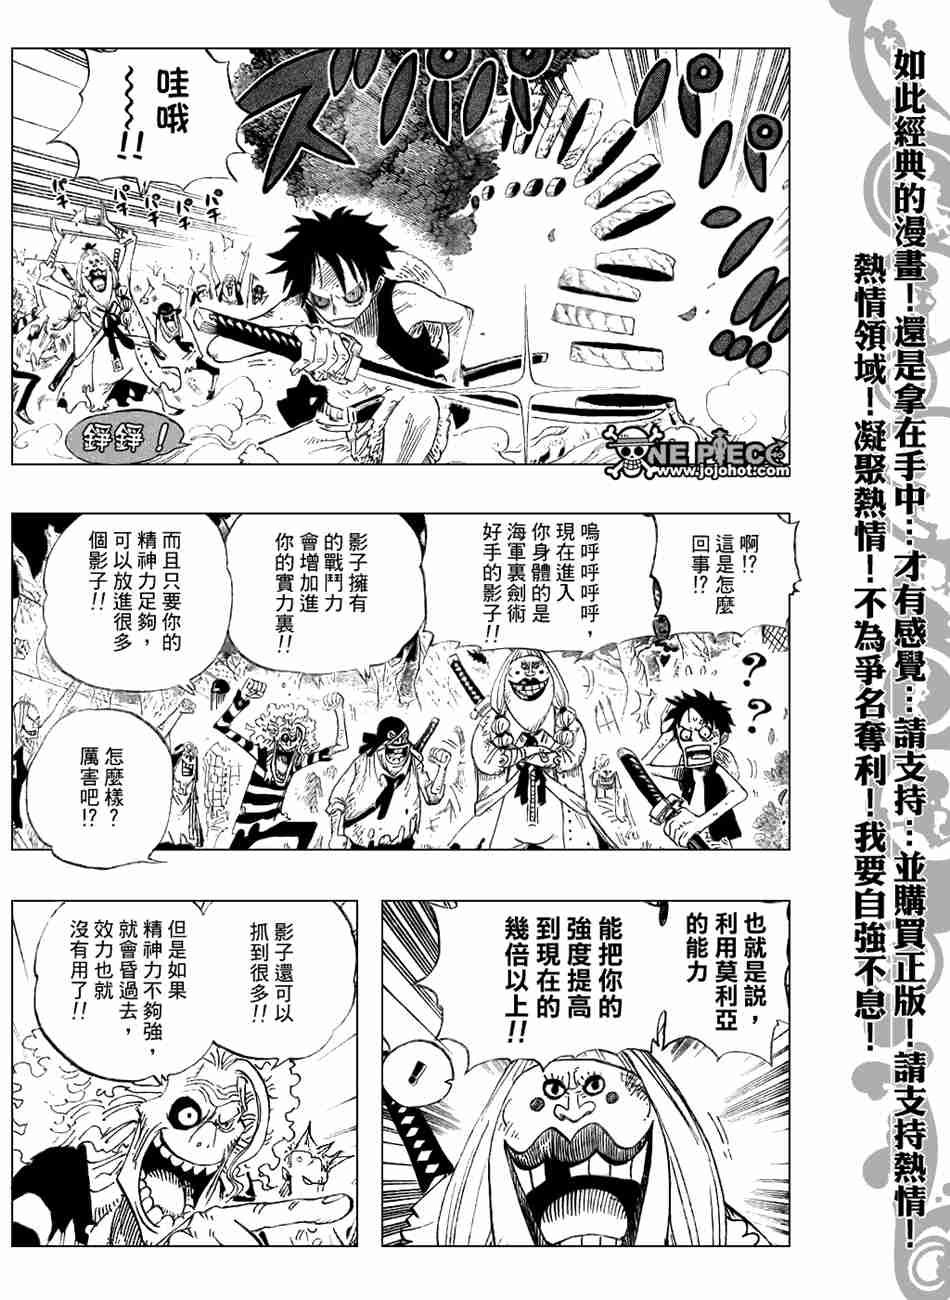 如此經典的漫畫！還是拿在手中…才有感覺…請支持…並購買正版！請支持熱情！
熱情領域！凝聚熱情！不為爭名奪利！我要自強不息！
ズパパパパ
哇哦
〜〜!!
パチ
パチ
パチ
パチ
錚錚！
ONE PIECE
www.jojohot.com
啊!?
這是怎麼
回事!?
嗚呼呼呼呼，
現在進入
你身體的是
海軍裏劍術
好手的影子!!
影子擁有
的戰鬥力
會增加進
你的實力裏!!
而且只要你的
精神力足夠，
可以放進很多
個影子!!
?
?
怎麼樣?
厲害吧!?
也就是說，
利用莫利亞
的能力
能把你的
強度提高
到現在的
幾倍以上!!
!
影子還可以
抓到很多!!
但是如果
精神力不夠強，
就會昏過去，
效力也就
沒有用了!!